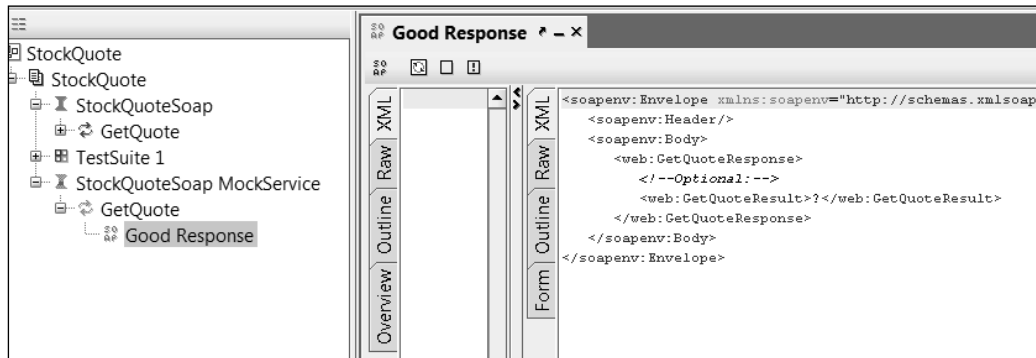 StockQuote
StockQuote
StockQuoteSoap
GetQuote
TestSuite 1
StockQuoteSoap MockService
GetQuote
Good Response
Good Response
XML
Raw
Outline
Overview
XML
Raw
Outline
Form
<soapenv:Envelope xmlns:soapenv="http://schemas.xmlsoap
<soapenv:Header/>
<soapenv:Body>
<web:GetQuoteResponse>
<!--Optional:-->
<web:GetQuoteResult>?</web:GetQuoteResult>
</web:GetQuoteResponse>
</soapenv:Body>
</soapenv:Envelope>